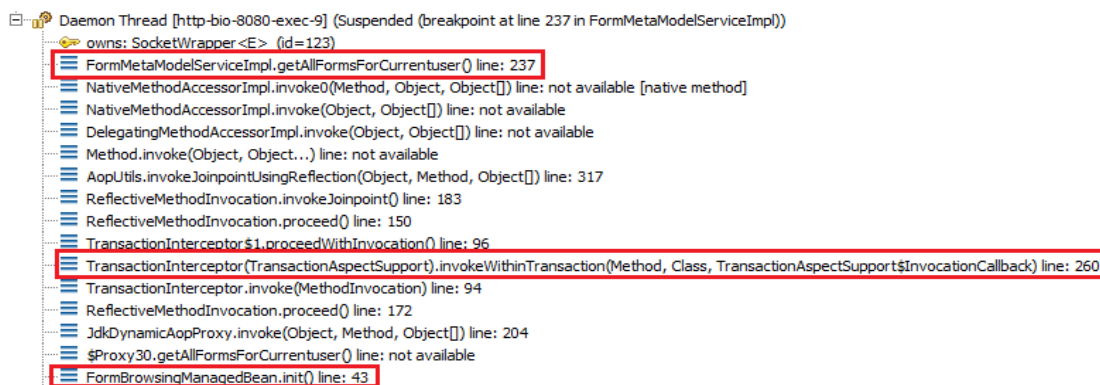 Daemon Thread [http-bio-8080-exec-9] (Suspended (breakpoint at line 237 in FormMetaModelServiceImpl))
owns: SocketWrapper<E> (id=123)
FormMetaModelServiceImpl.getAllFormsForCurrentuser() line: 237
NativeMethodAccessorImpl.invoke0(Method, Object, Object[]) line: not available [native method]
NativeMethodAccessorImpl.invoke(Object, Object[]) line: not available
DelegatingMethodAccessorImpl.invoke(Object, Object[]) line: not available
Method.invoke(Object, Object...) line: not available
AopUtils.invokeJoinpointUsingReflection(Object, Method, Object[]) line: 317
ReflectiveMethodInvocation.invokeJoinpoint() line: 183
ReflectiveMethodInvocation.proceed() line: 150
TransactionInterceptor$1.proceedWithInvocation() line: 96
TransactionInterceptor(TransactionAspectSupport).invokeWithinTransaction(Method, Class, TransactionAspectSupport$InvocationCallback) line: 260
TransactionInterceptor.invoke(MethodInvocation) line: 94
ReflectiveMethodInvocation.proceed() line: 172
JdkDynamicAopProxy.invoke(Object, Method, Object[]) line: 204
$Proxy30.getAllFormsForCurrentuser() line: not available
FormBrowsingManagedBean.init() line: 43